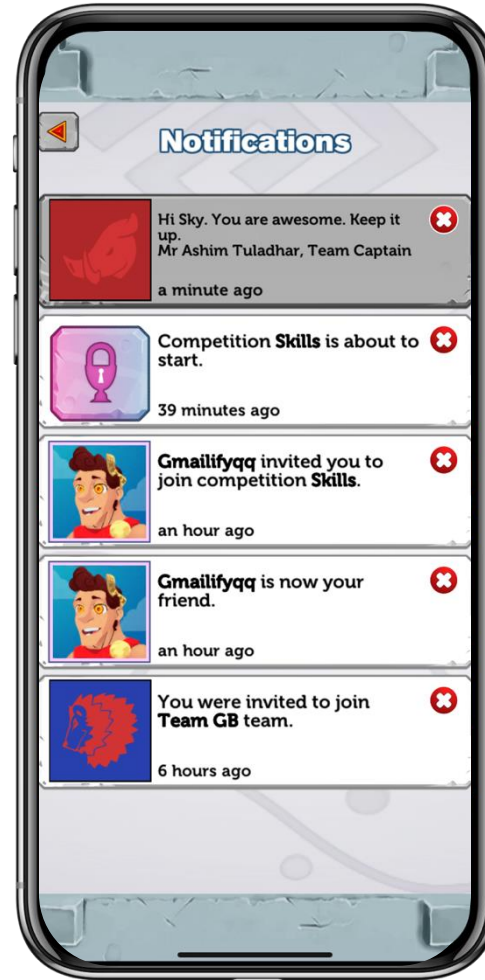 Notifications
Hi Sky. You are awesome. Keep it
up.
Mr Ashim Tuladhar, Team Captain
a minute ago
Competition Skills is about to
start.
39 minutes ago
Gmailifyqq invited you to
join competition Skills.
an hour ago
Gmailifyqq is now your
friend.
an hour ago
You were invited to join
Team GB team.
6 hours ago